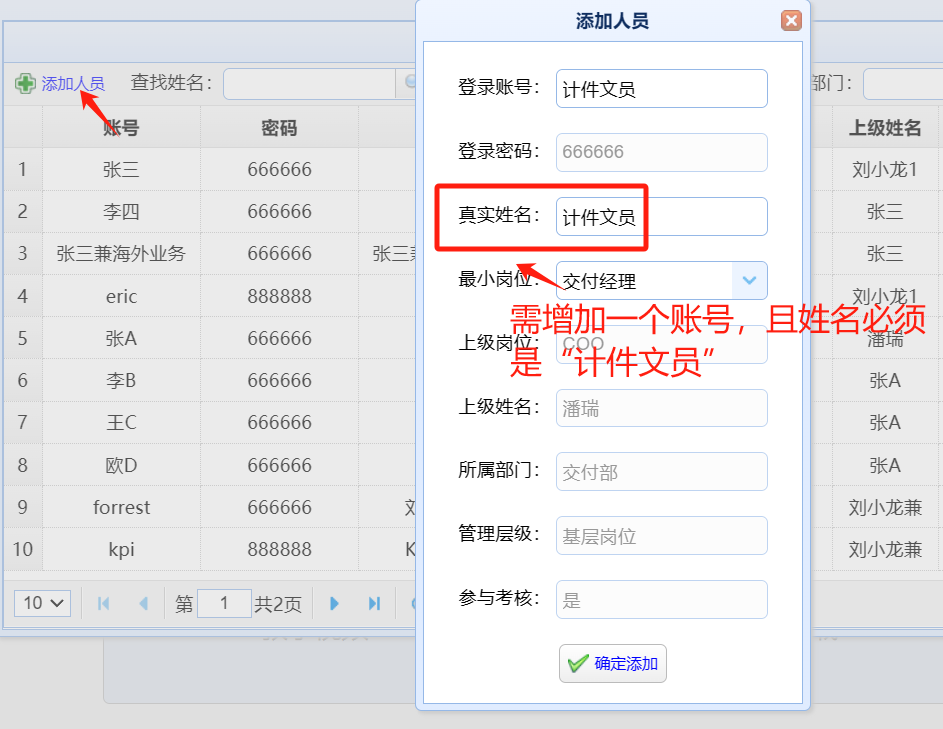 添加人员
添加人员 查找姓名： 部门：
账号 密码 上级姓名
1 张三 666666 刘小龙1
2 李四 666666 张三
3 张三兼海外业务 666666 张三
4 eric 888888 刘小龙1
5 张A 666666 潘瑞
6 李B 666666 张A
7 王C 666666 张A
8 欧D 666666 张A
9 forrest 666666 刘小龙兼
10 kpi 888888 刘小龙兼
10 第 1 共2页
登录账号： 计件文员
登录密码： 666666
真实姓名： 计件文员
最小岗位： 交付经理
需增加一个账号，且姓名必须
是“计件文员”
上级岗位： COO
上级姓名： 潘瑞
所属部门： 交付部
管理层级： 基层岗位
参与考核： 是
确定添加